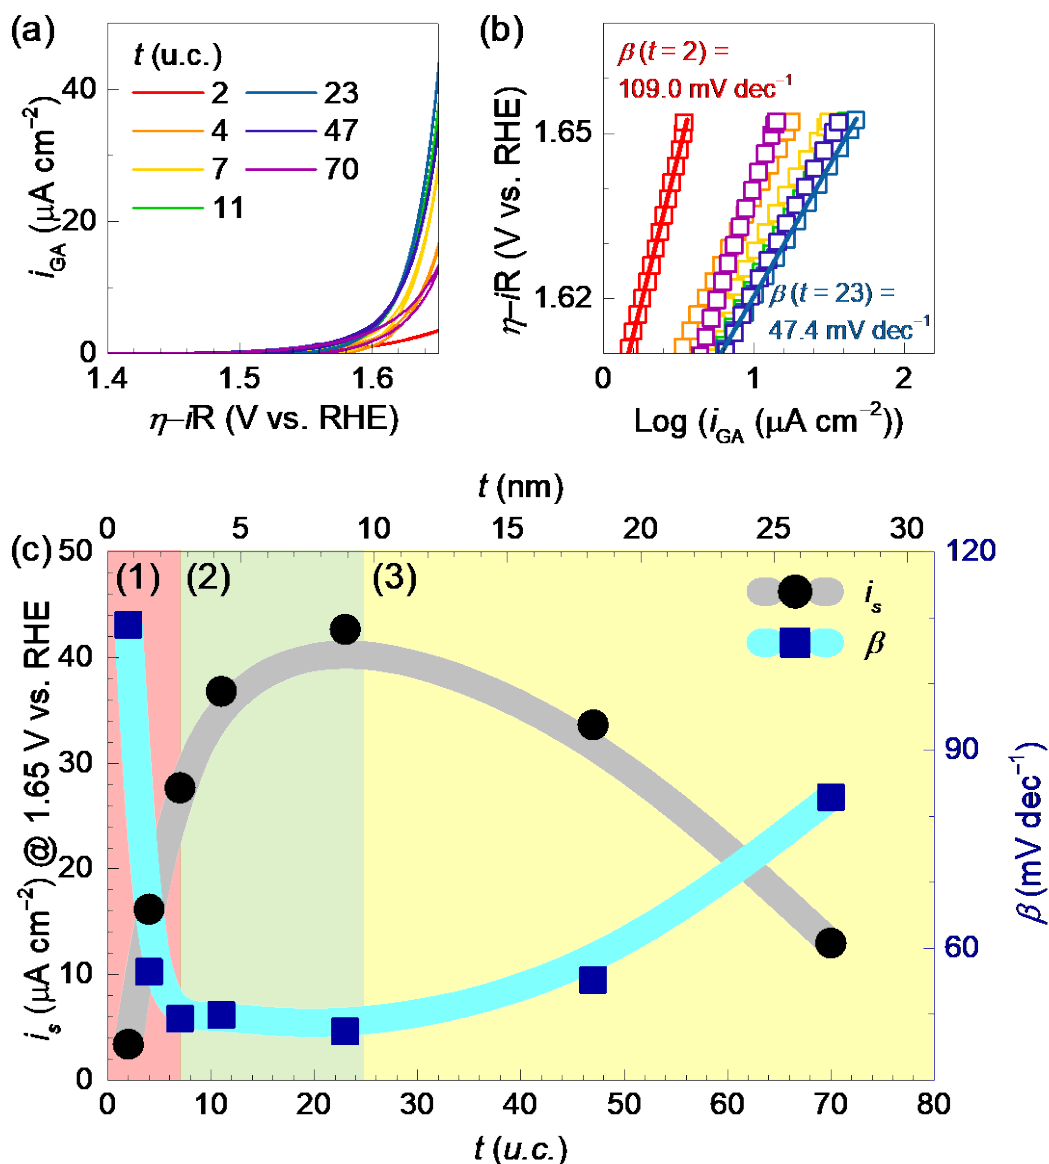 (a)
t (u.c.)
2 23
4 47
7 70
11
40
20
0
i_GA (μA cm⁻²)
1.4 1.5 1.6
η–iR (V vs. RHE)
(b)
β (t = 2) =
109.0 mV dec⁻¹
1.65
1.62
η–iR (V vs. RHE)
β (t = 23) =
47.4 mV dec⁻¹
0 1 2
Log (i_GA (μA cm⁻²))
t (nm)
0 5 10 15 20 25 30
(c)
(1) (2) (3)
i_s
β
50
40
30
20
10
0
i_s (μA cm⁻²) @ 1.65 V vs. RHE
120
90
60
β (mV dec⁻¹)
0 10 20 30 40 50 60 70 80
t (u.c.)